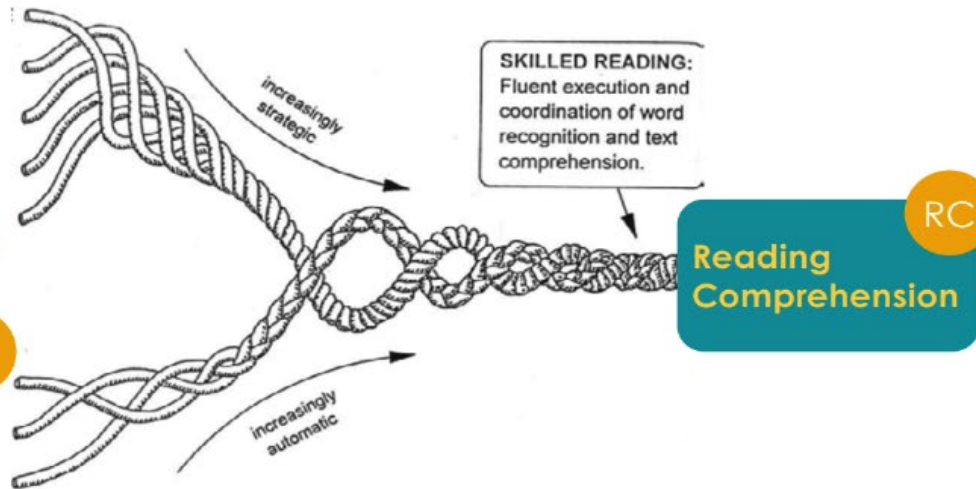 increasingly
strategic
SKILLED READING:
Fluent execution and
coordination of word
recognition and text
comprehension.
RC
Reading
Comprehension
increasingly
automatic